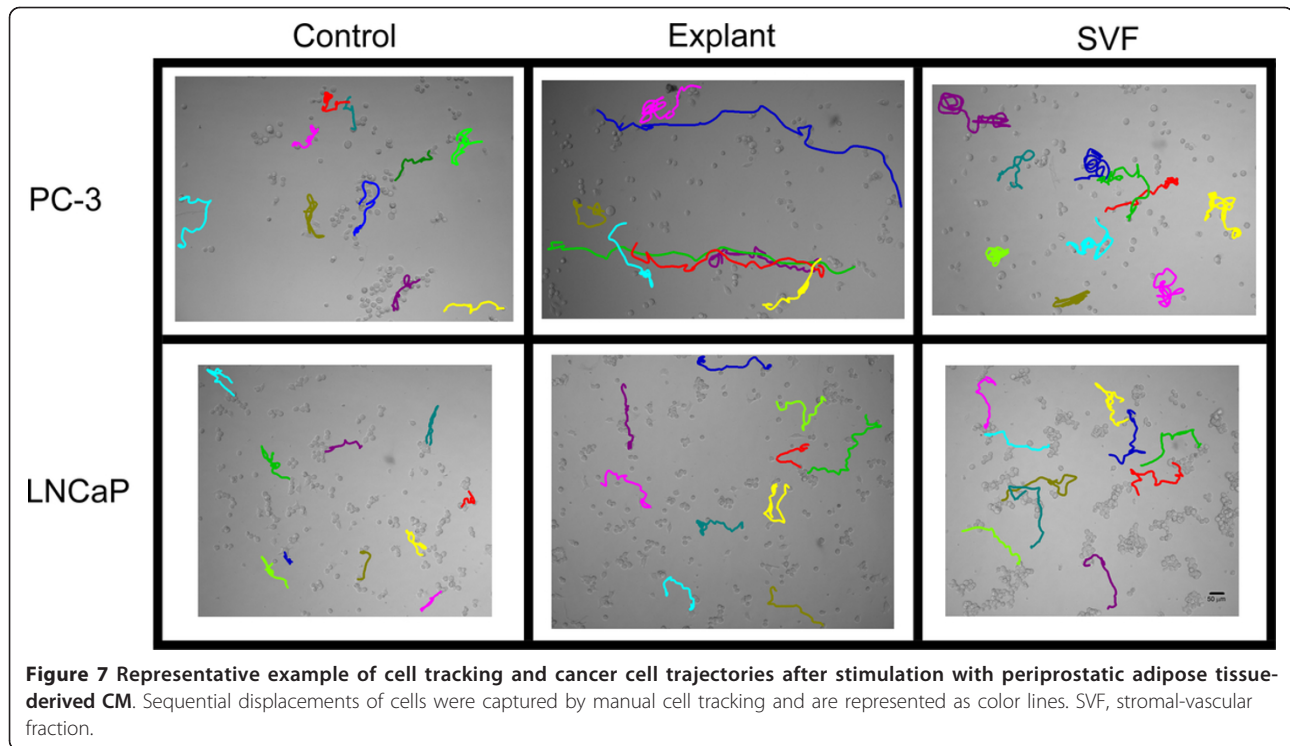 Control Explant SVF
PC-3
LNCaP
50 µm
Figure 7 Representative example of cell tracking and cancer cell trajectories after stimulation with periprostatic adipose tissue-
derived CM. Sequential displacements of cells were captured by manual cell tracking and are represented as color lines. SVF, stromal-vascular
fraction.